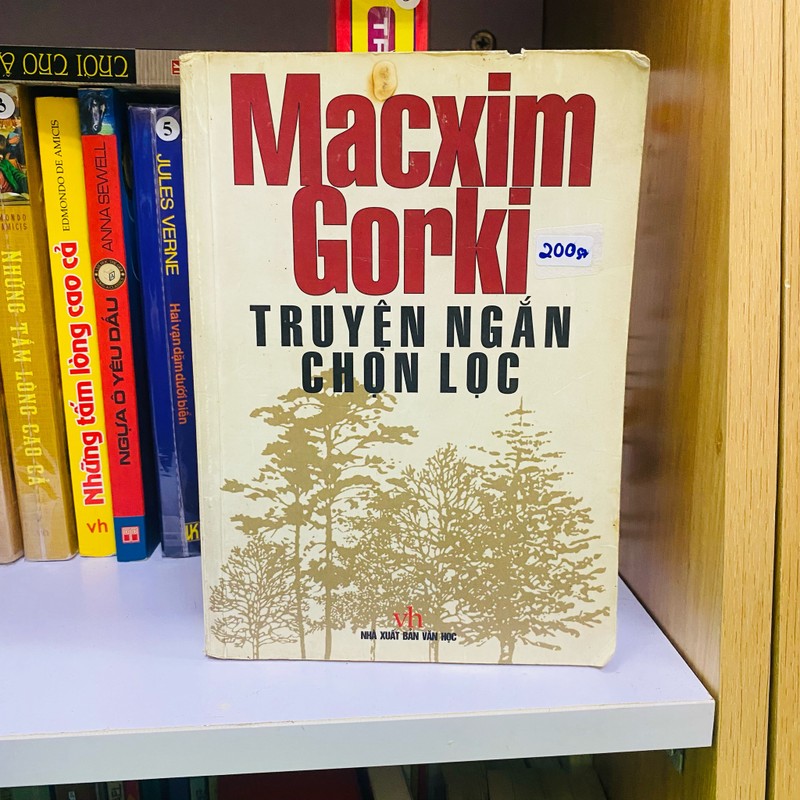 Macxim
Gorki
200
TRUYỆN NGẮN
CHỌN LỌC
vh
NHÀ XUẤT BẢN VĂN HỌC
CHƠI CHO
NHỮNG TẤM LÒNG CAO CẢ
EDMONDO DE AMICIS
Những tấm lòng cao cả
vh
ANNA SEWELL
NGỰA Ô YÊU DẤU
5
JULES VERNE
Hai vạn dặm dưới biển